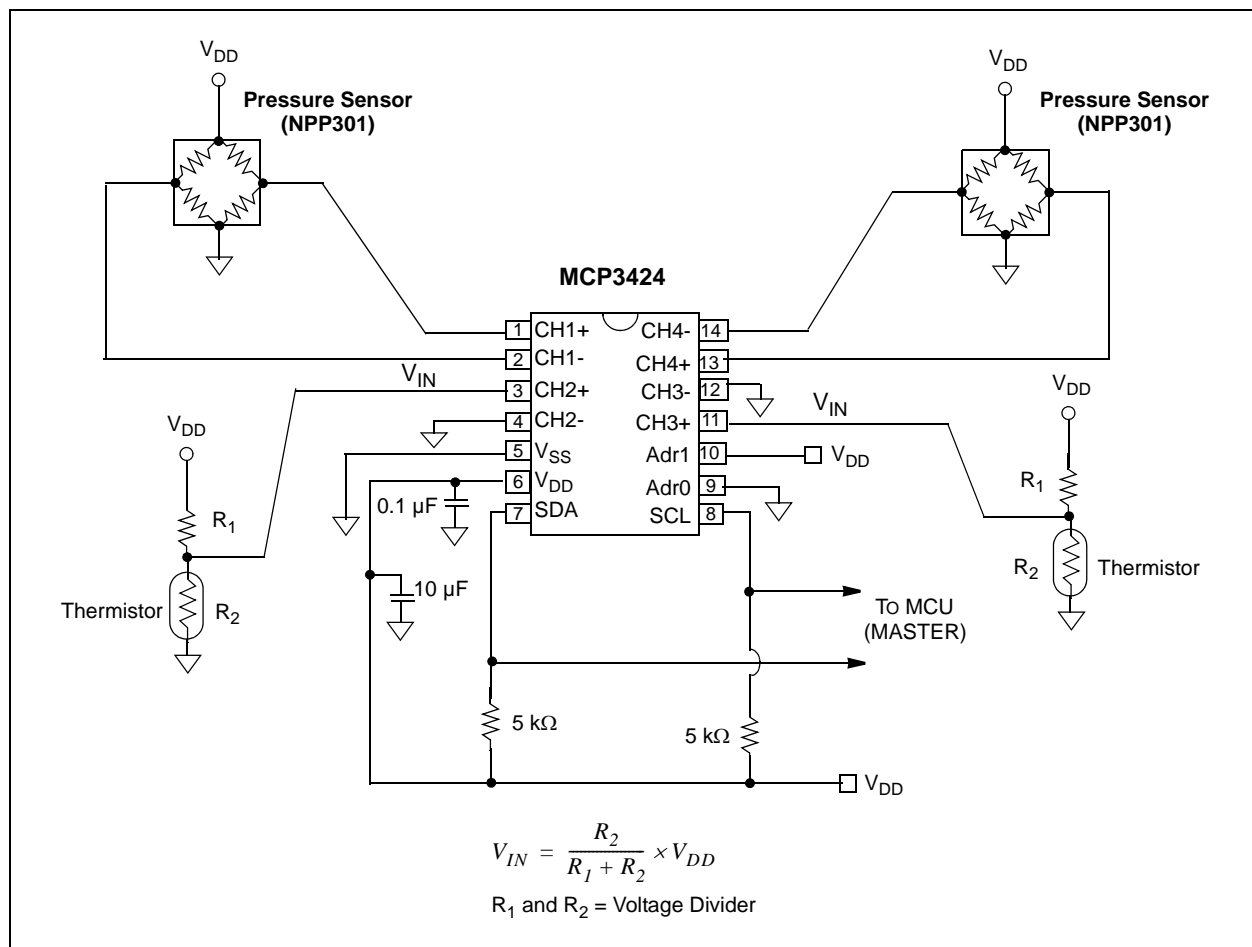 VDD
Pressure Sensor
(NPP301)
VDD
Pressure Sensor
(NPP301)
MCP3424
1 CH1+
2 CH1-
3 CH2+
4 CH2-
5 VSS
6 VDD
7 SDA
CH4- 14
CH4+ 13
CH3- 12
CH3+ 11
Adr1 10
Adr0 9
SCL 8
VIN
VIN
VDD
R1
Thermistor
R2
0.1 µF
10 µF
VDD
VDD
R1
R2
Thermistor
TO MCU
(MASTER)
5 kΩ
5 kΩ
VDD
VIN = R2 / (R1 + R2) × VDD
R1 and R2 = Voltage Divider